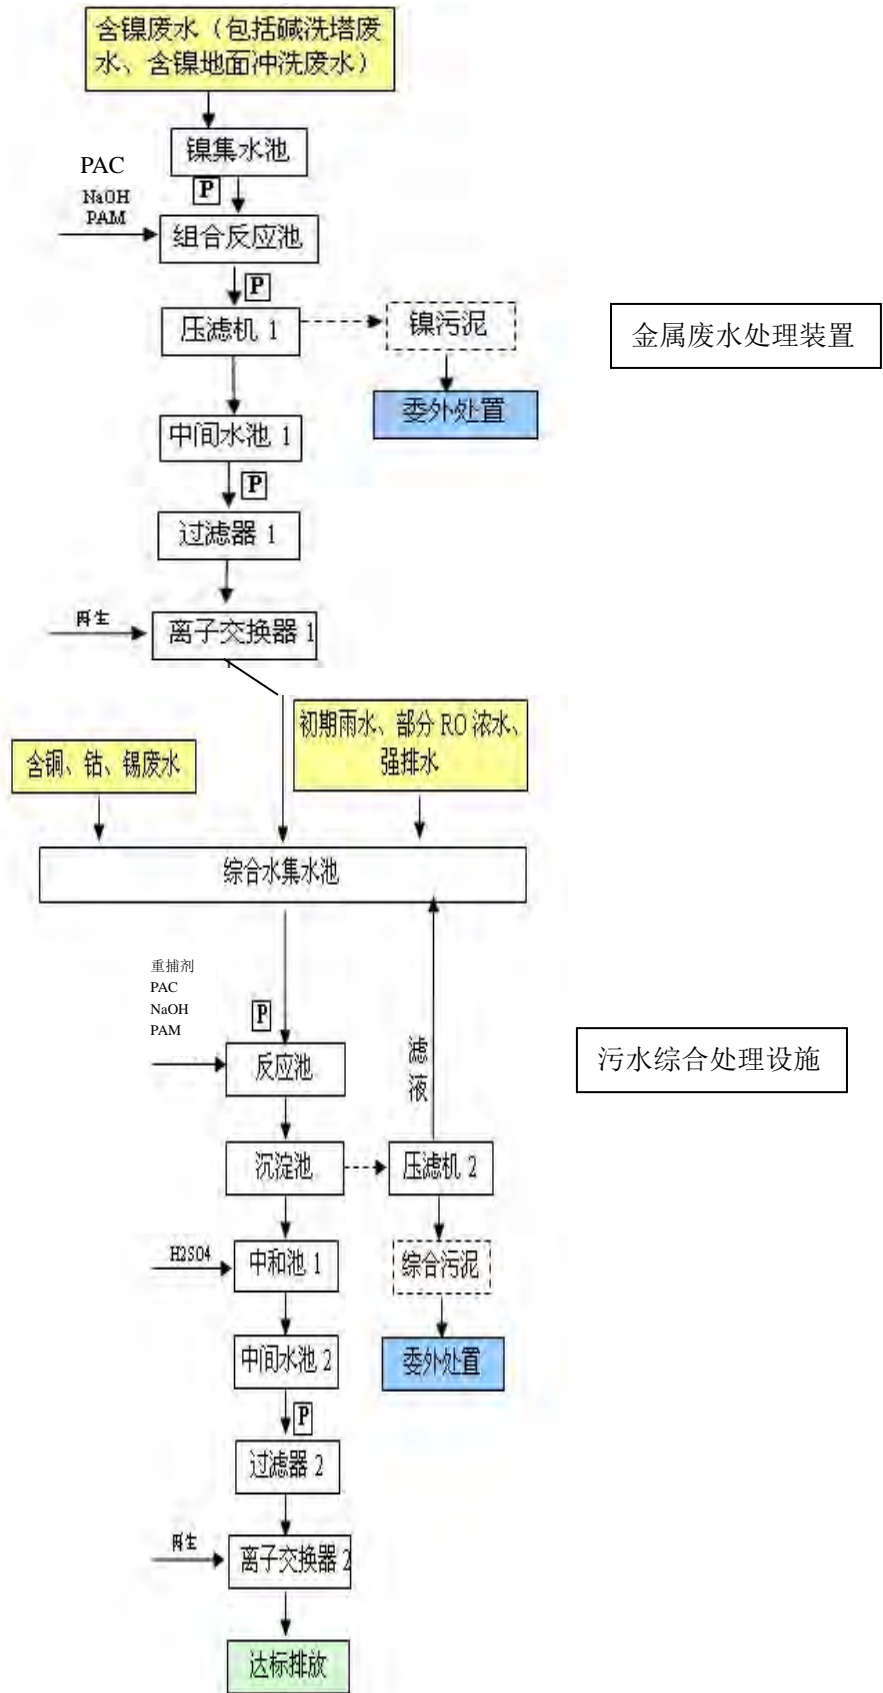 含镍废水（包括碱洗塔废
水、含镍地面冲洗废水）
镍集水池
PAC
P
NaOH
PAM
组合反应池
P
压滤机 1
镍污泥
金属废水处理装置
委外处置
中间水池 1
P
过滤器 1
再生
离子交换器 1
初期雨水、部分 RO 浓水、
强排水
含铜、钴、锡废水
综合水集水池
重捕剂
PAC
NaOH
PAM
P
滤液
反应池
污水综合处理设施
沉淀池
压滤机 2
H2SO4
中和池 1
综合污泥
中间水池 2
委外处置
P
过滤器 2
再生
离子交换器 2
达标排放